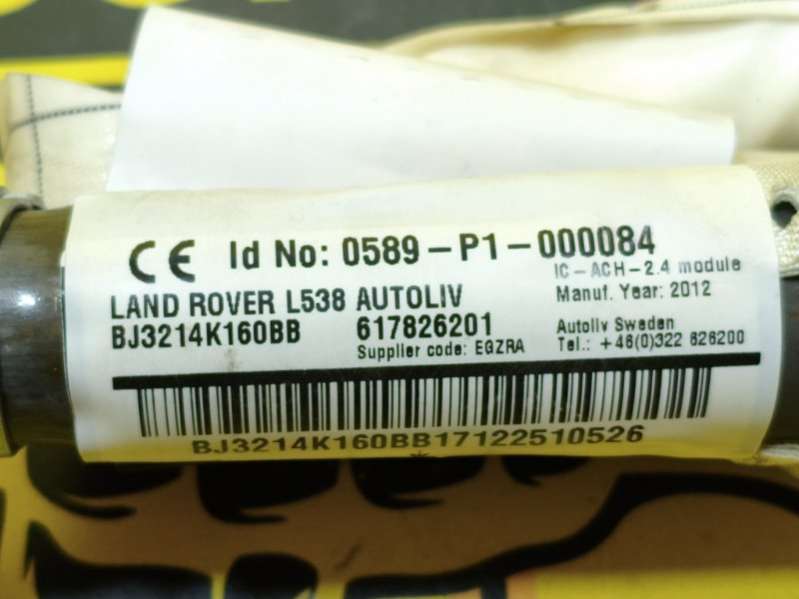 CE Id No: 0589-P1-000084
IC-ACH-2.4 module
LAND ROVER L538 AUTOLIV
Manuf. Year: 2012
BJ3214K160BB 617826201
Autoliv Sweden
Supplier code: EGZRA
Tel.: +46(0)322 626200
BJ3214K160BB17122510526
*